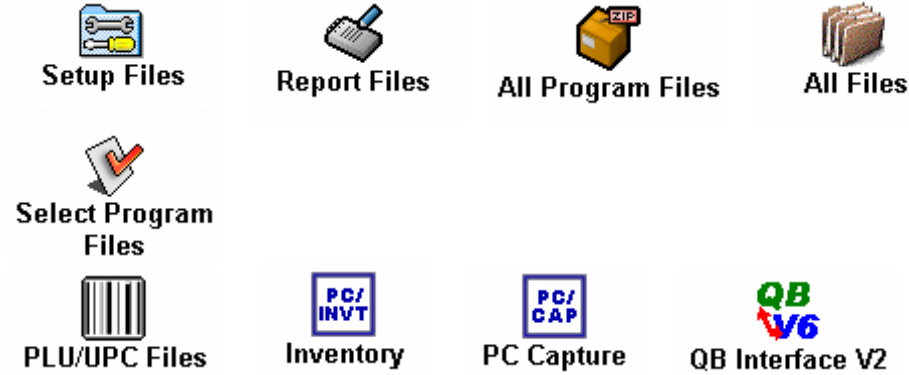 ZIP
Setup Files
Report Files
All Program Files
All Files
Select Program
Files
PC/
INVT
PC/
CAP
QB
V6
PLU/UPC Files
Inventory
PC Capture
QB Interface V2